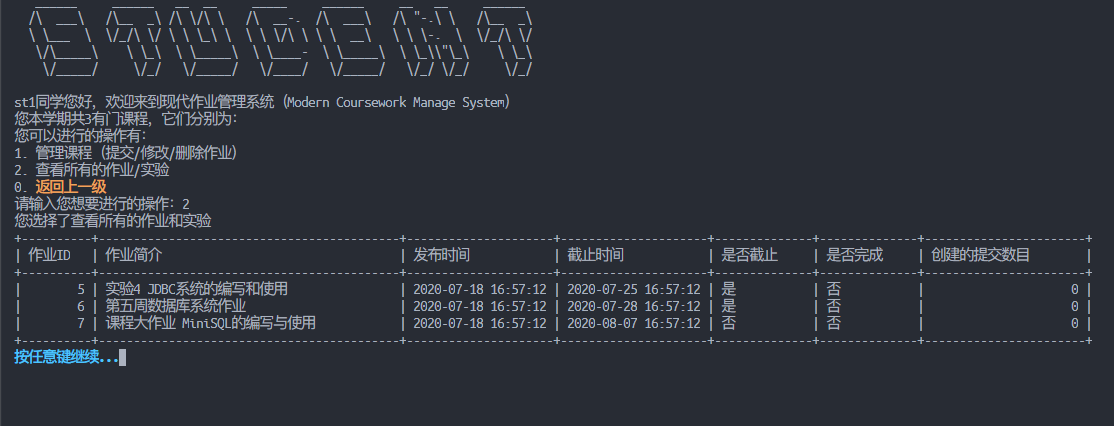 STUDENT
st1同学您好，欢迎来到现代作业管理系统（Modern Coursework Manage System）
您本学期共3有门课程，它们分别为：
您可以进行的操作有：
1. 管理课程（提交/修改/删除作业）
2. 查看所有的作业/实验
0. 返回上一级
请输入您想要进行的操作：2
您选择了查看所有的作业和实验
| 作业ID | 作业简介 | 发布时间 | 截止时间 | 是否截止 | 是否完成 | 创建的提交数目 |
| 5 | 实验4 JDBC系统的编写和使用 | 2020-07-18 16:57:12 | 2020-07-25 16:57:12 | 是 | 否 | 0 |
| 6 | 第五周数据库系统作业 | 2020-07-18 16:57:12 | 2020-07-28 16:57:12 | 是 | 否 | 0 |
| 7 | 课程大作业 MiniSQL的编写与使用 | 2020-07-18 16:57:12 | 2020-08-07 16:57:12 | 否 | 否 | 0 |
按任意键继续...